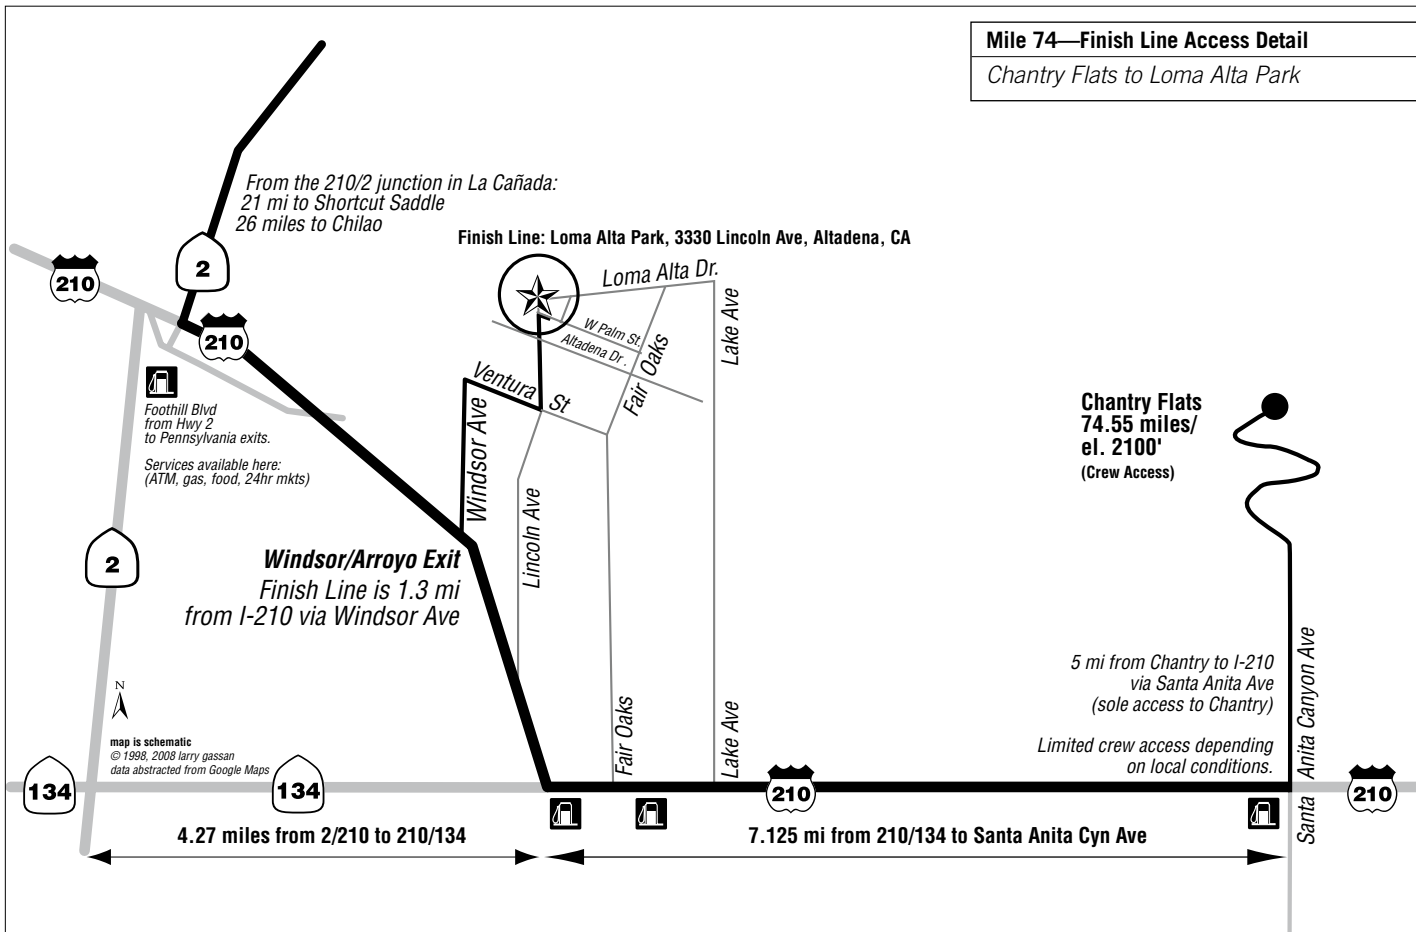 Mile 74—Finish Line Access Detail
Chantry Flats to Loma Alta Park
From the 210/2 junction in La Cañada:
21 mi to Shortcut Saddle
26 miles to Chilao
Finish Line: Loma Alta Park, 3330 Lincoln Ave, Altadena, CA
210
2
210
Loma Alta Dr.
W Palm St.
Altadena Dr.
Fair Oaks
Lake Ave
Ventura St
Windsor Ave
Lincoln Ave
Foothill Blvd
from Hwy 2
to Pennsylvania exits.
Services available here:
(ATM, gas, food, 24hr mkts)
Chantry Flats
74.55 miles/
el. 2100'
(Crew Access)
2
Windsor/Arroyo Exit
Finish Line is 1.3 mi
from I-210 via Windsor Ave
5 mi from Chantry to I-210
via Santa Anita Ave
(sole access to Chantry)
Limited crew access depending
on local conditions.
Santa Anita Canyon Ave
Fair Oaks
Lake Ave
N
map is schematic
© 1998, 2008 larry gassan
data abstracted from Google Maps
134
134
210
210
4.27 miles from 2/210 to 210/134
7.125 mi from 210/134 to Santa Anita Cyn Ave